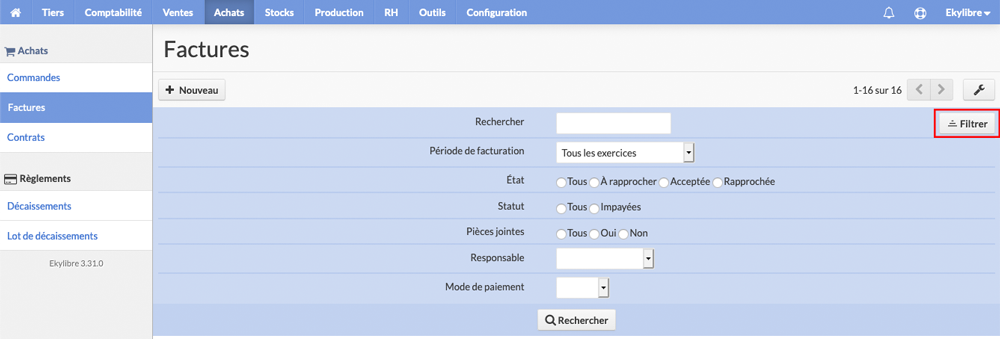 Tiers Comptabilité Ventes Achats Stocks Production RH Outils Configuration Ekylibre
Achats
Commandes
Factures
Contrats
Règlements
Décaissements
Lot de décaissements
Ekylibre 3.31.0
Factures
Nouveau
1-16 sur 16
Rechercher
Filtrer
Période de facturation Tous les exercices
État Tous À rapprocher Acceptée Rapprochée
Statut Tous Impayées
Pièces jointes Tous Oui Non
Responsable
Mode de paiement
Rechercher